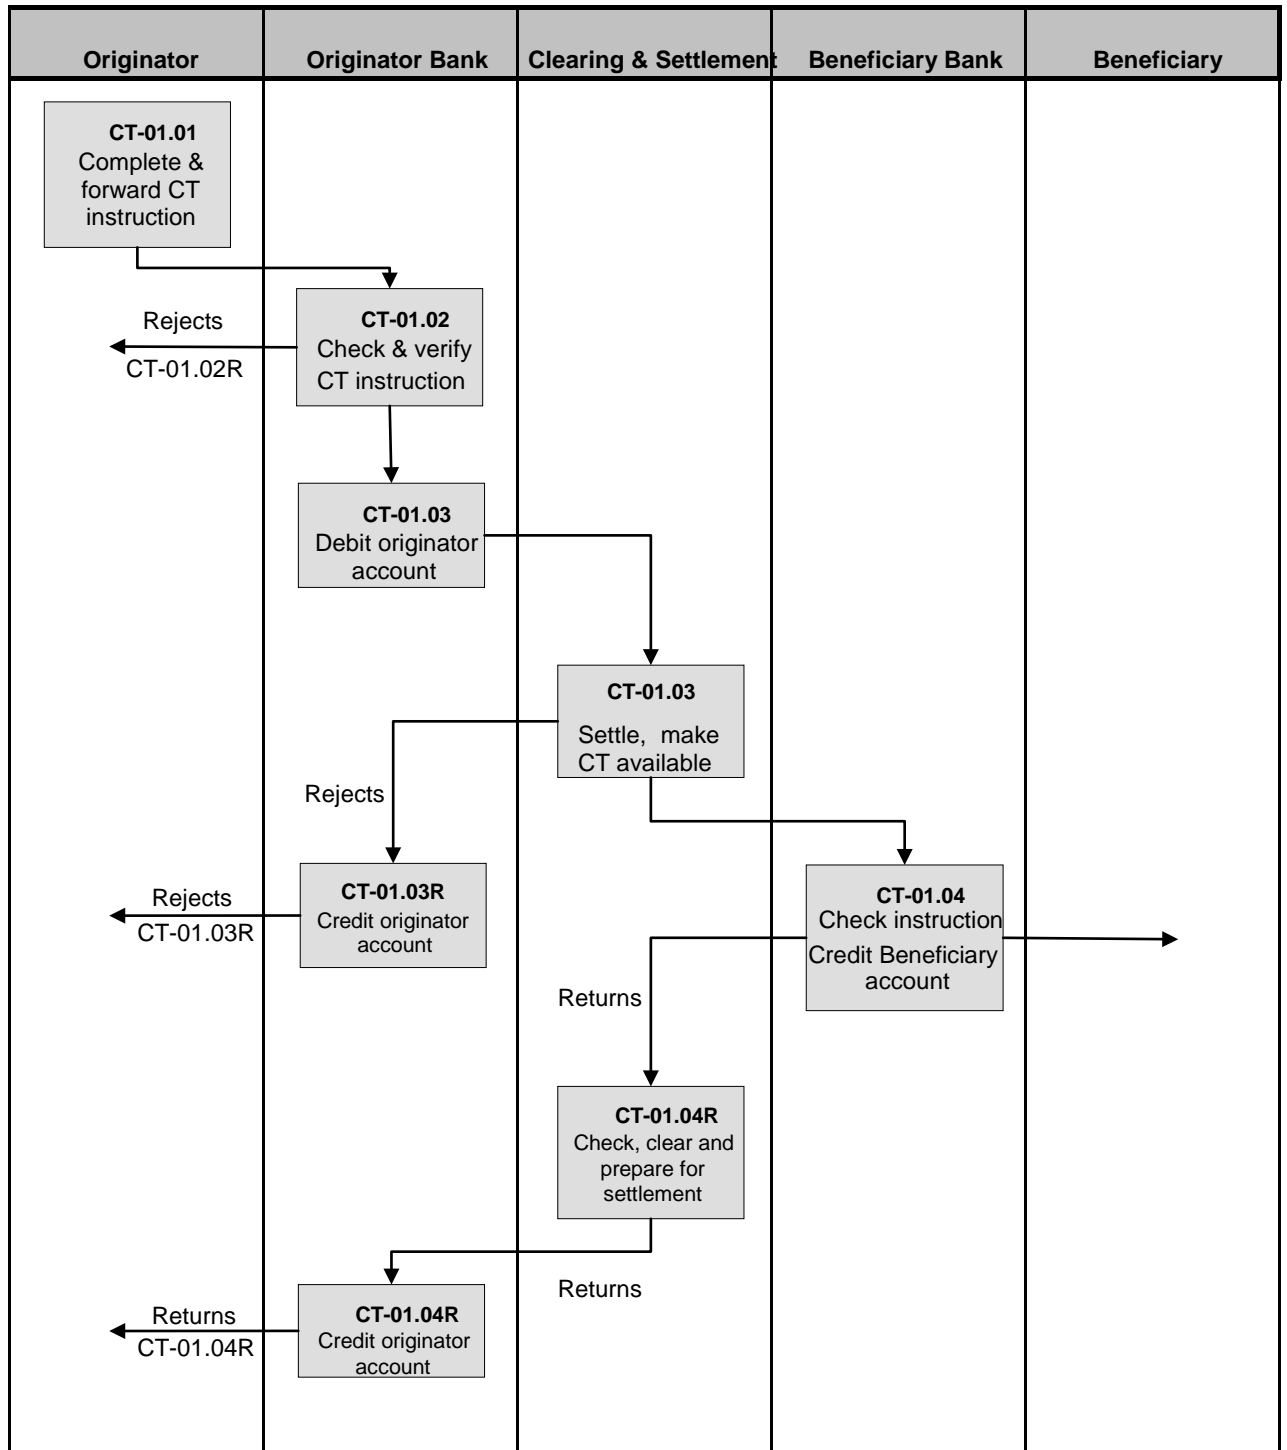 Originator
Originator Bank
Clearing & Settlement
Beneficiary Bank
Beneficiary
CT-01.01
Complete &
forward CT
instruction
Rejects
CT-01.02R
CT-01.02
Check & verify
CT instruction
CT-01.03
Debit originator
account
CT-01.03
Settle, make
CT available
Rejects
Rejects
CT-01.03R
CT-01.03R
Credit originator
account
CT-01.04
Check instruction
Credit Beneficiary
account
Returns
CT-01.04R
Check, clear and
prepare for
settlement
Returns
Returns
CT-01.04R
CT-01.04R
Credit originator
account